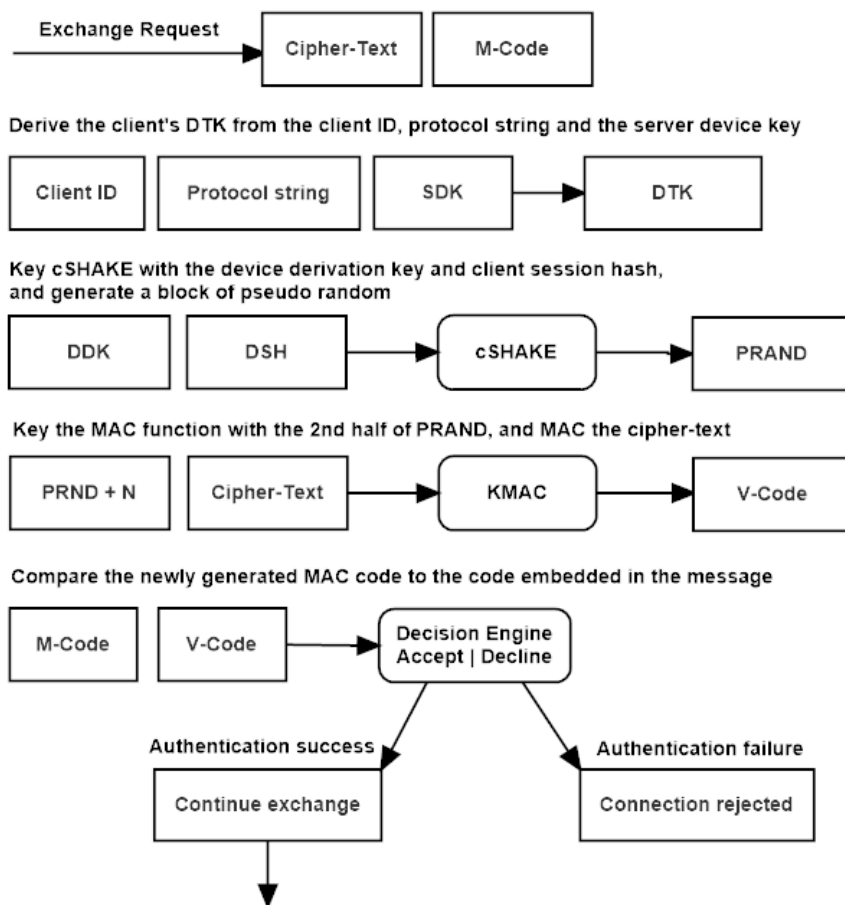 Exchange Request
Cipher-Text
M-Code
Derive the client's DTK from the client ID, protocol string and the server device key
Client ID
Protocol string
SDK
DTK
Key cSHAKE with the device derivation key and client session hash,
and generate a block of pseudo random
DDK
DSH
cSHAKE
PRAND
Key the MAC function with the 2nd half of PRAND, and MAC the cipher-text
PRND + N
Cipher-Text
KMAC
V-Code
Compare the newly generated MAC code to the code embedded in the message
M-Code
V-Code
Decision Engine
Accept | Decline
Authentication success
Authentication failure
Continue exchange
Connection rejected